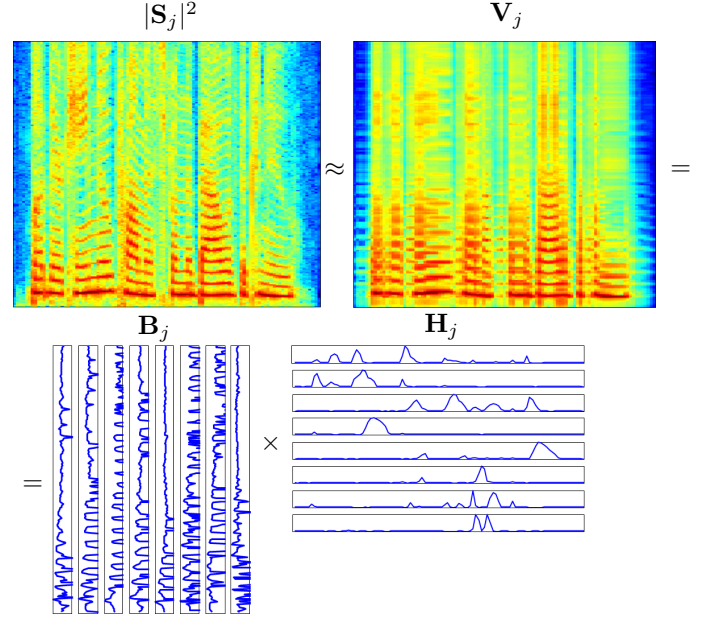 |S_j|^2
V_j
≈
=
B_j
H_j
=
×